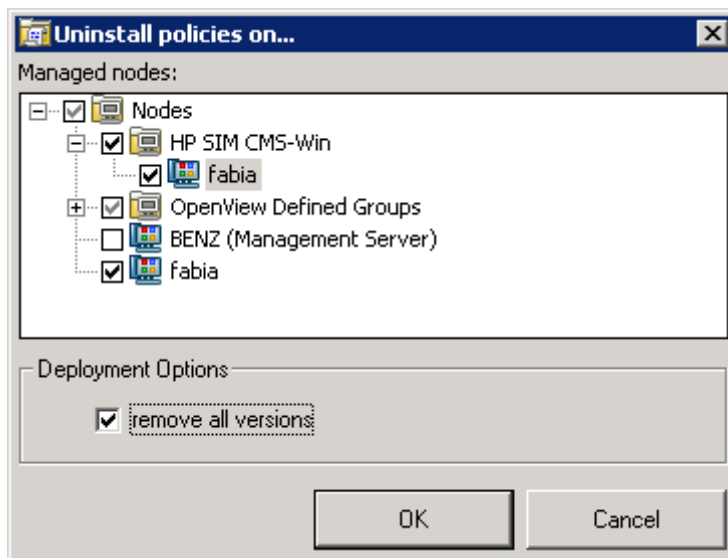 Uninstall policies on...
Managed nodes:
Nodes
HP SIM CMS-Win
fabia
OpenView Defined Groups
BENZ (Management Server)
fabia
Deployment Options
remove all versions
OK Cancel